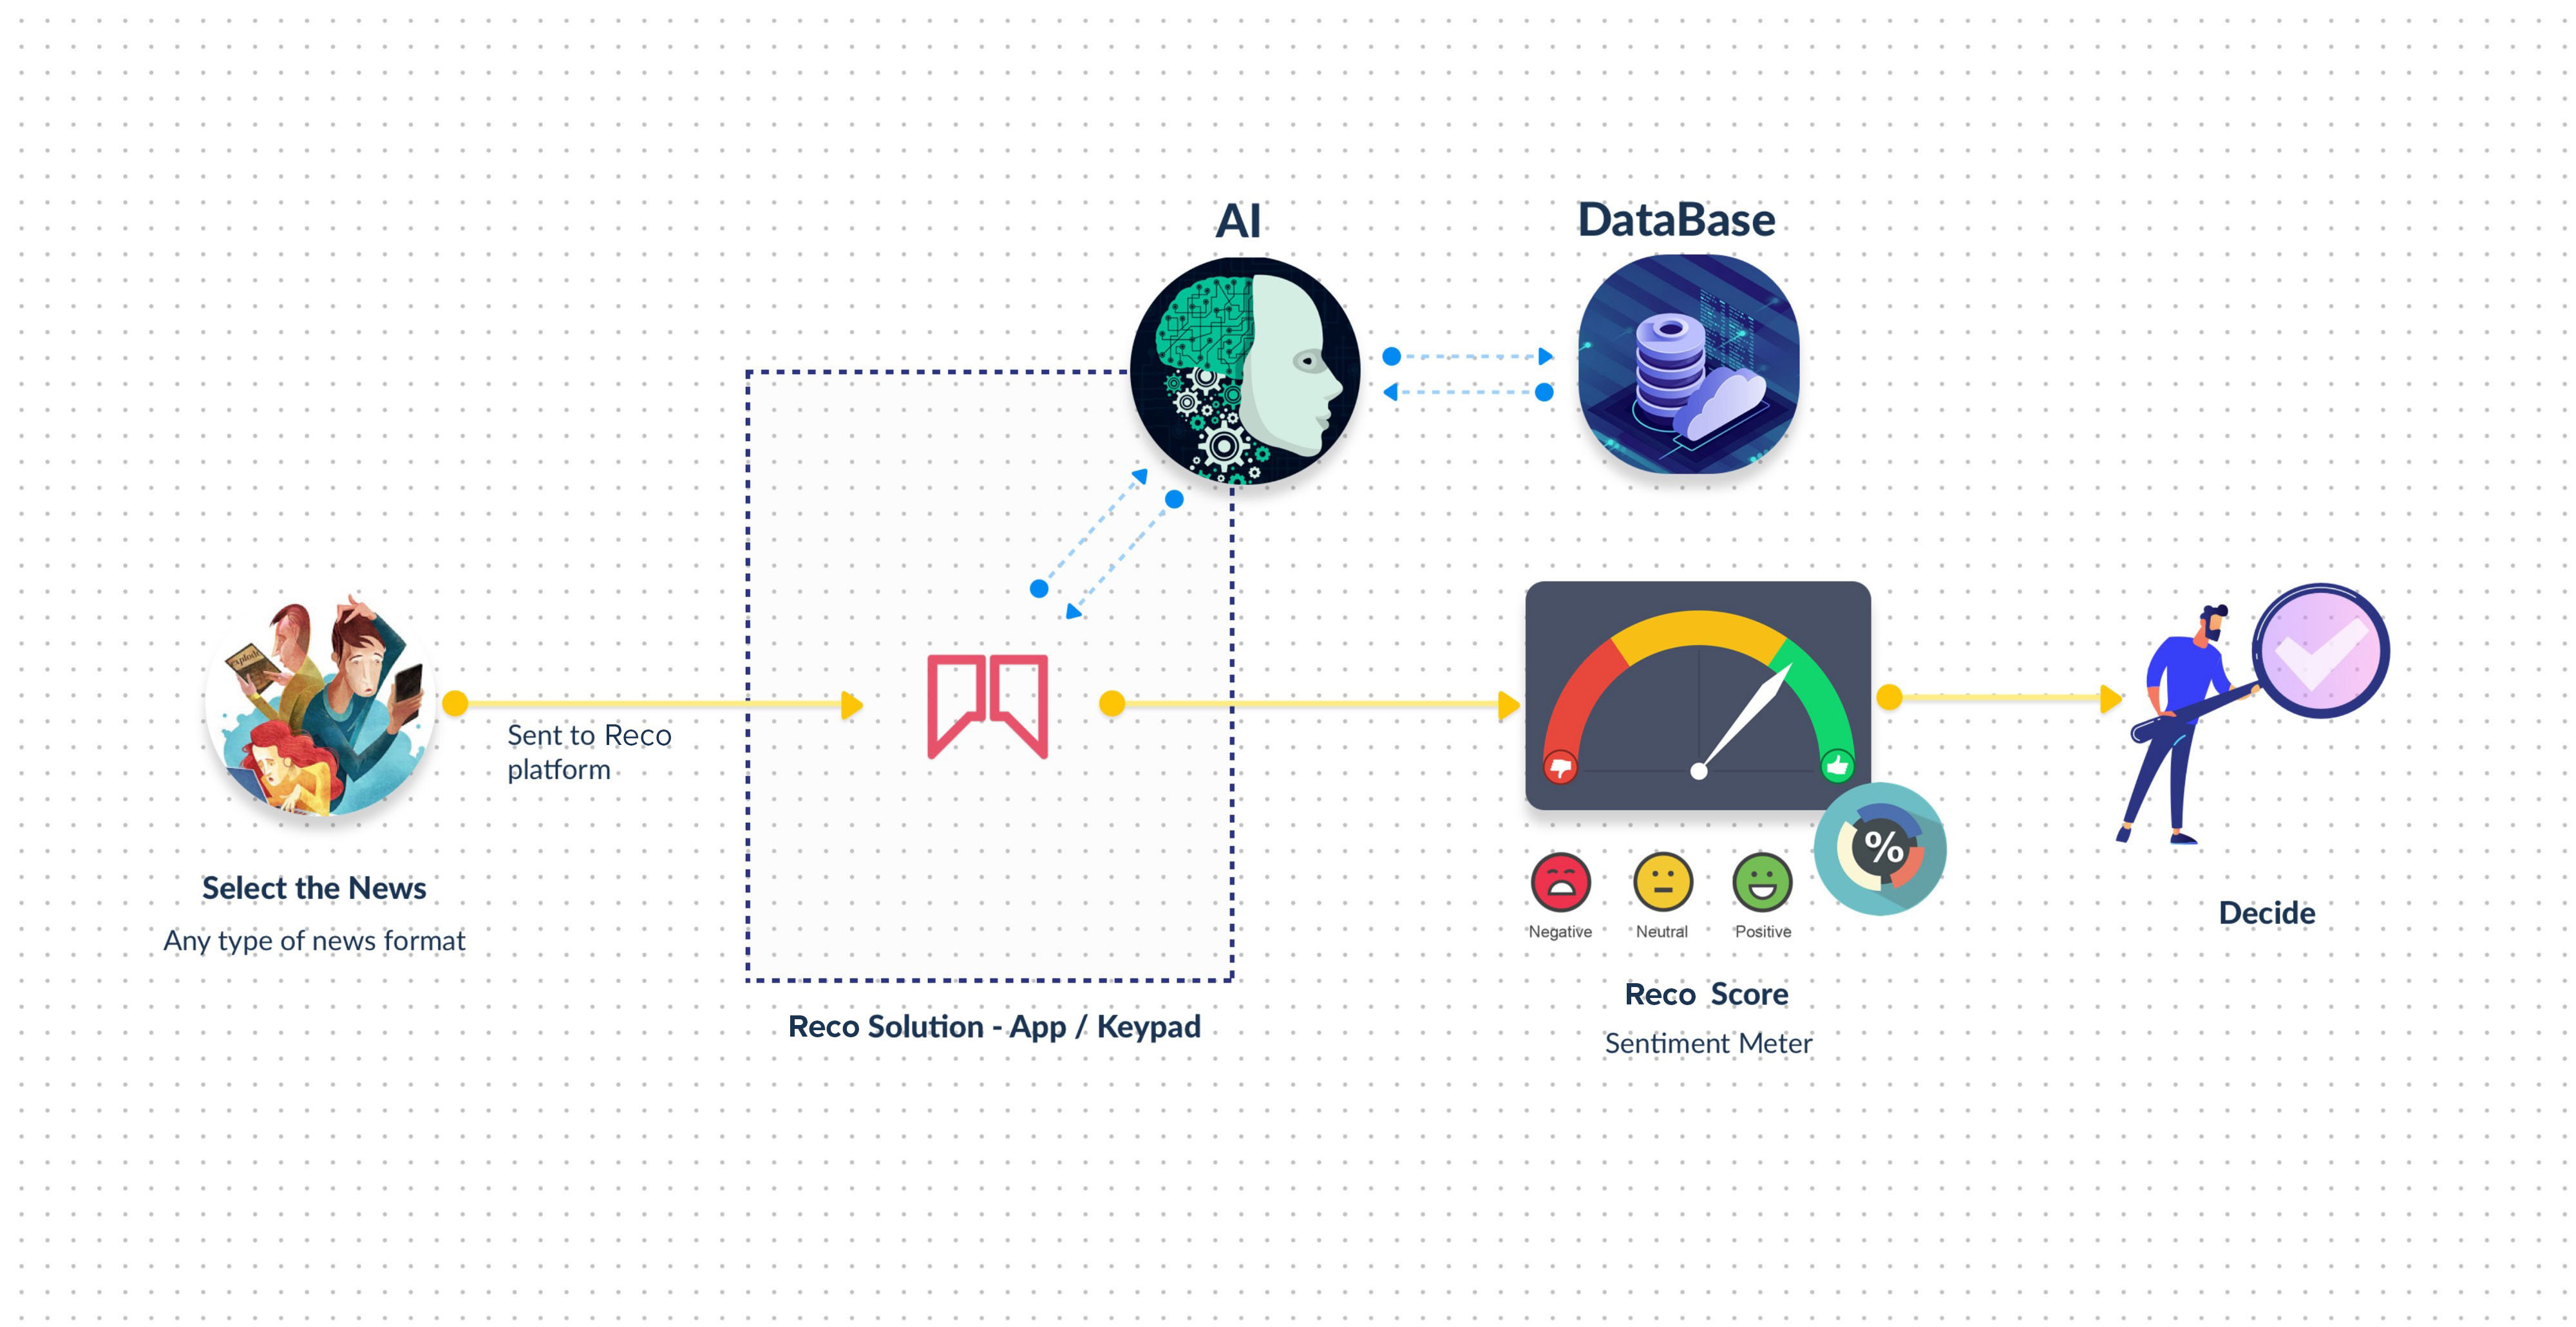 AI
DataBase
explode
Sent to Reco
platform
%
Select the News
Any type of news format
Negative
Neutral
Positive
Decide
Reco Score
Reco Solution - App / Keypad
Sentiment Meter